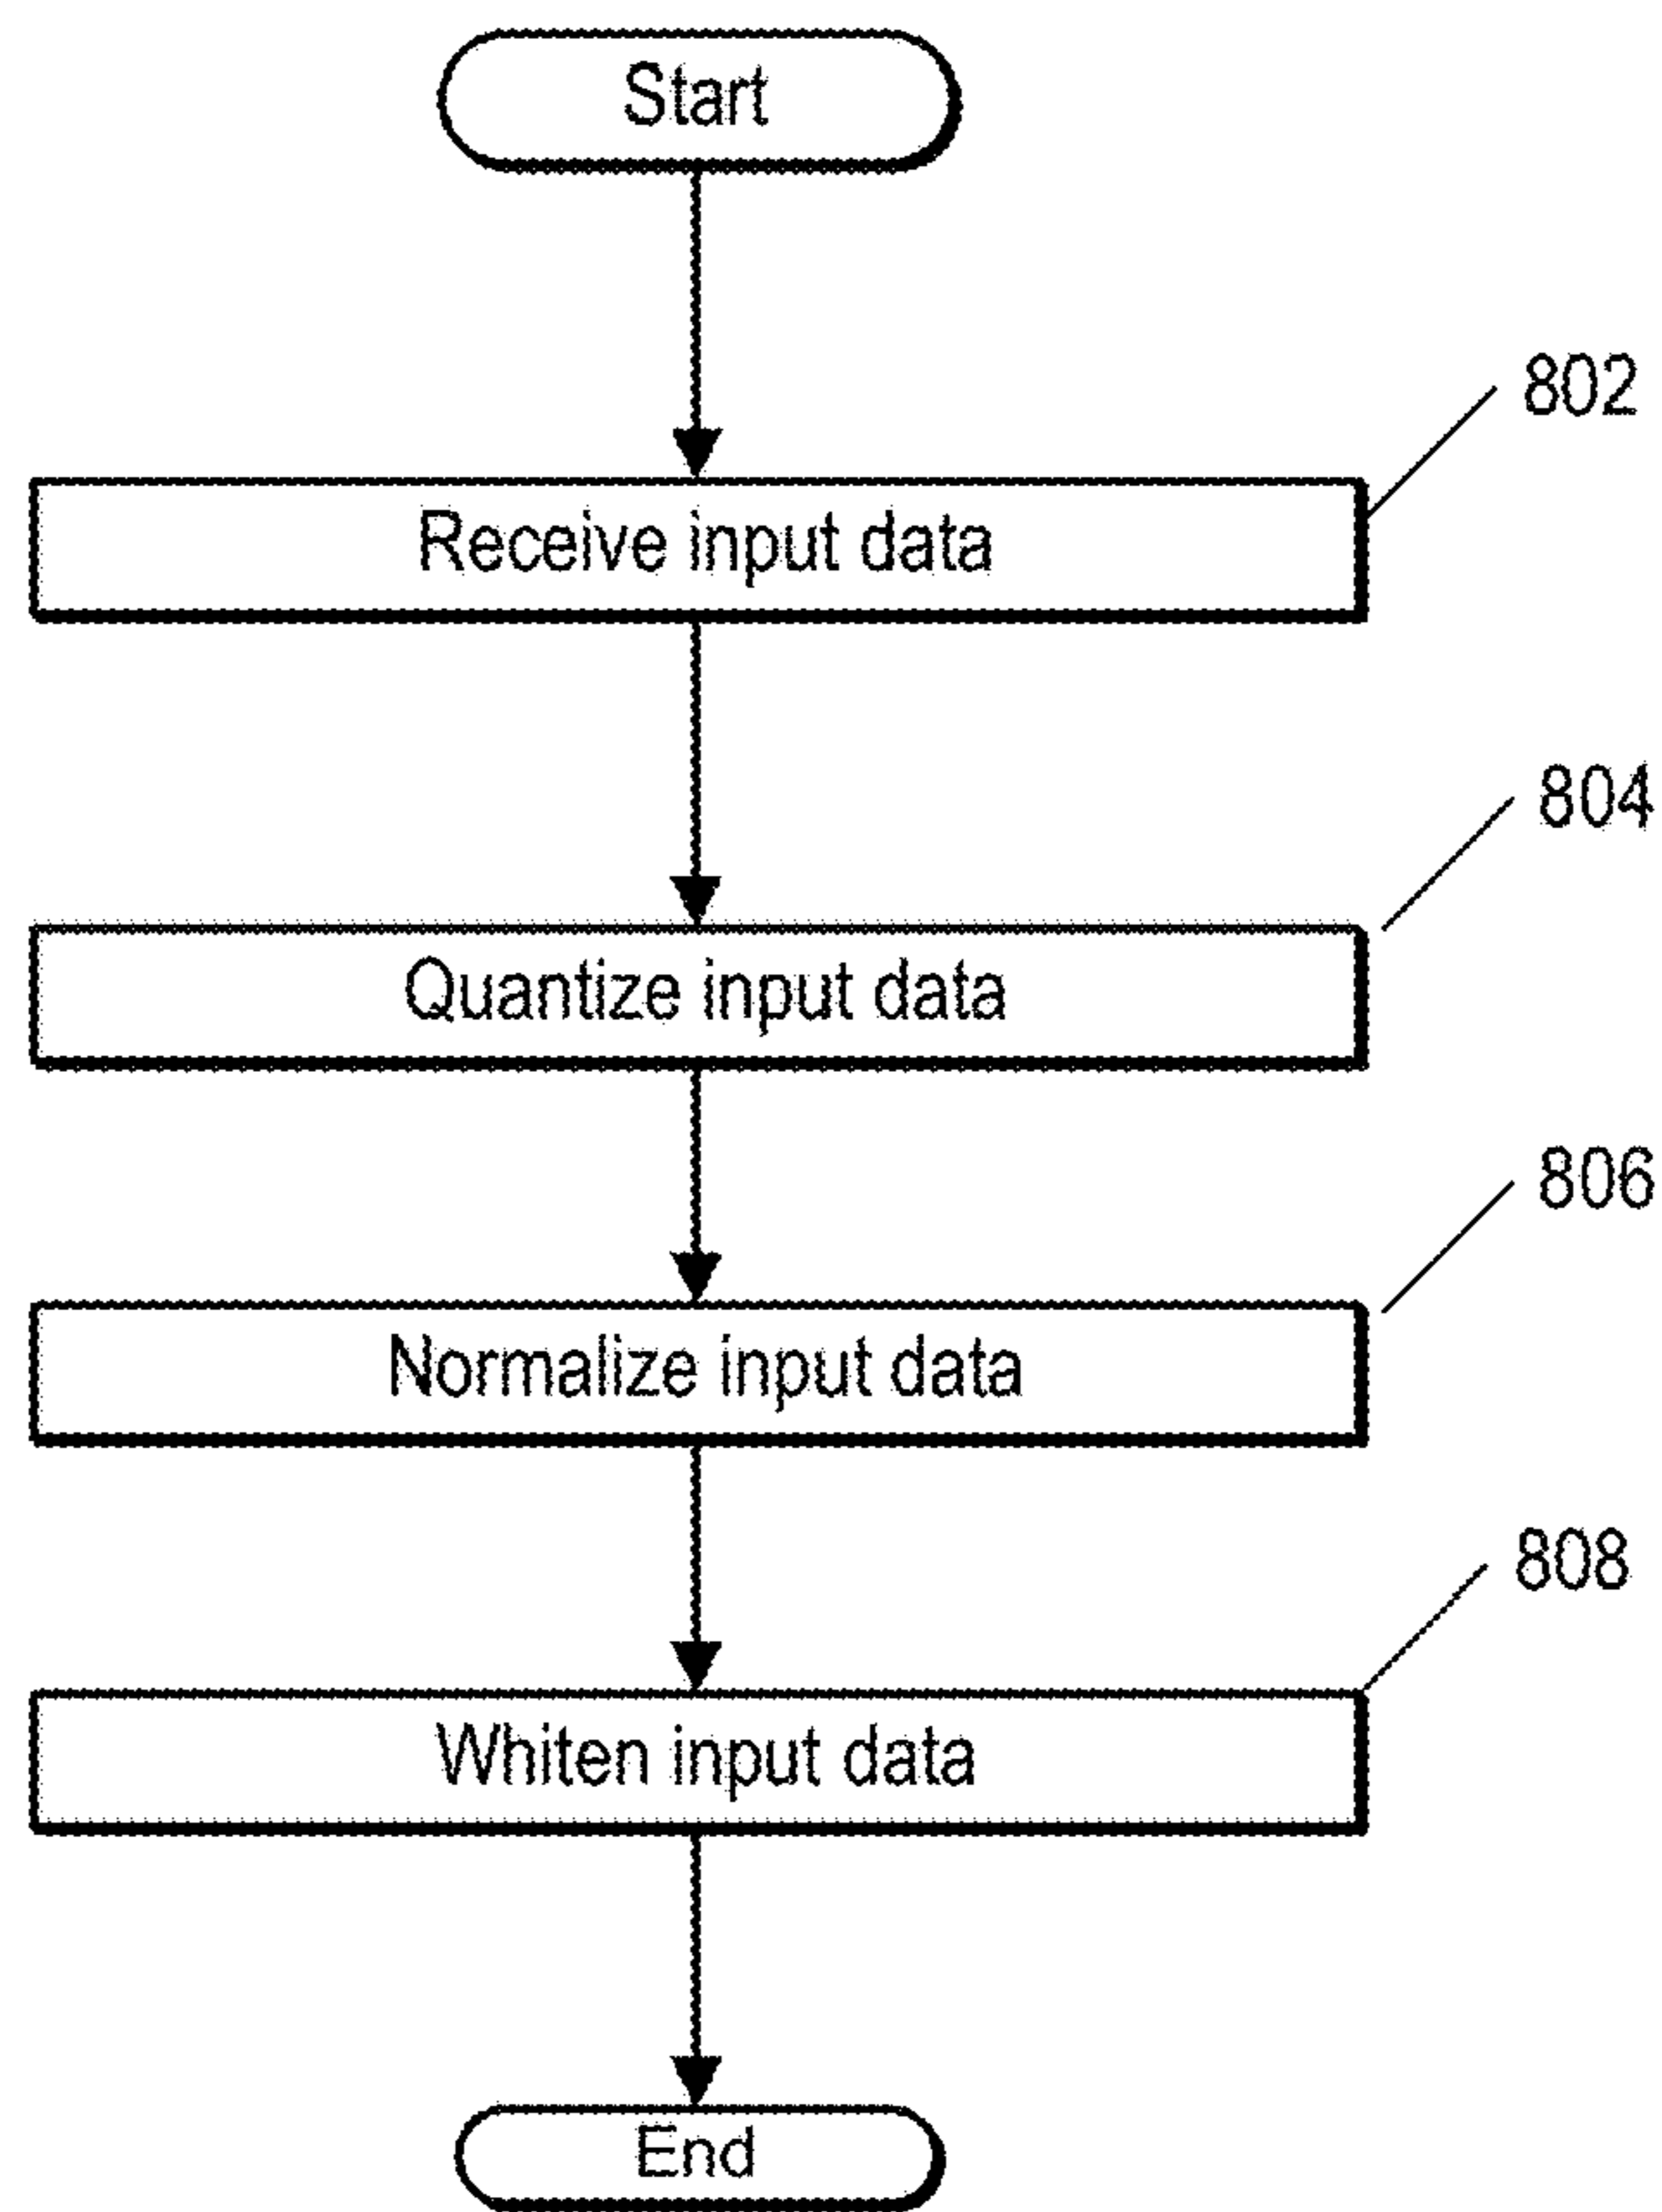 Start
802
Receive input data
804
Quantize input data
806
Normalize input data
808
Whiten input data
End